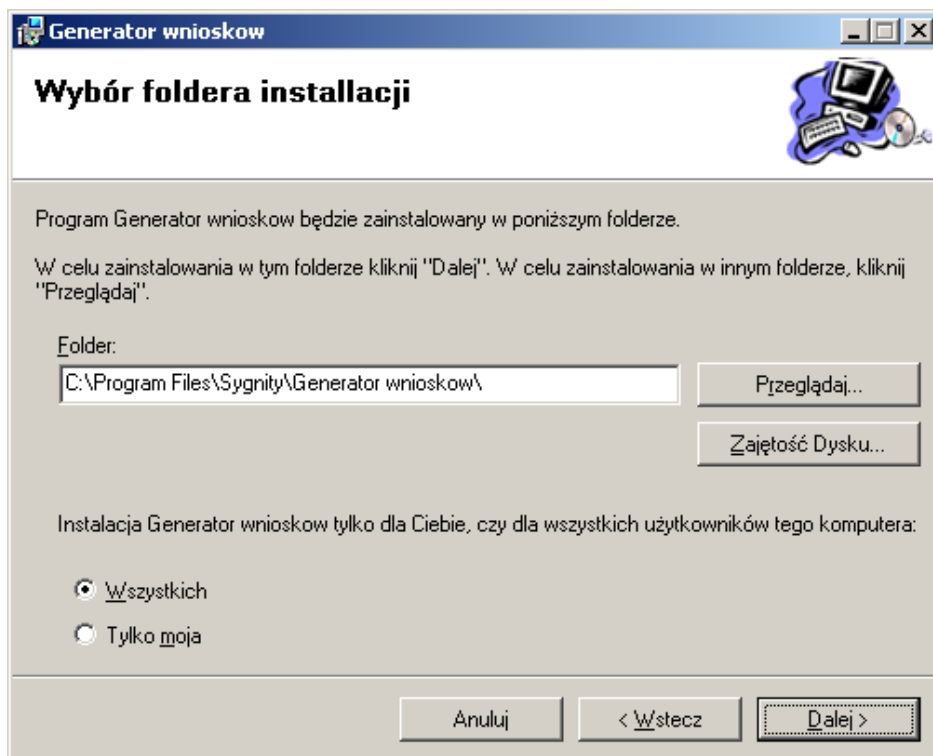 Generator wnioskow
Wybór foldera installacji
Program Generator wnioskow będzie zainstalowany w poniższym folderze.
W celu zainstalowania w tym folderze kliknij "Dalej". W celu zainstalowania w innym folderze, kliknij
"Przeglądaj".
Folder:
C:\Program Files\Sygnity\Generator wnioskow\
Przeglądaj...
Zajętość Dysku...
Instalacja Generator wnioskow tylko dla Ciebie, czy dla wszystkich użytkowników tego komputera:
Wszystkich
Tylko moja
Anuluj < Wstecz Dalej >